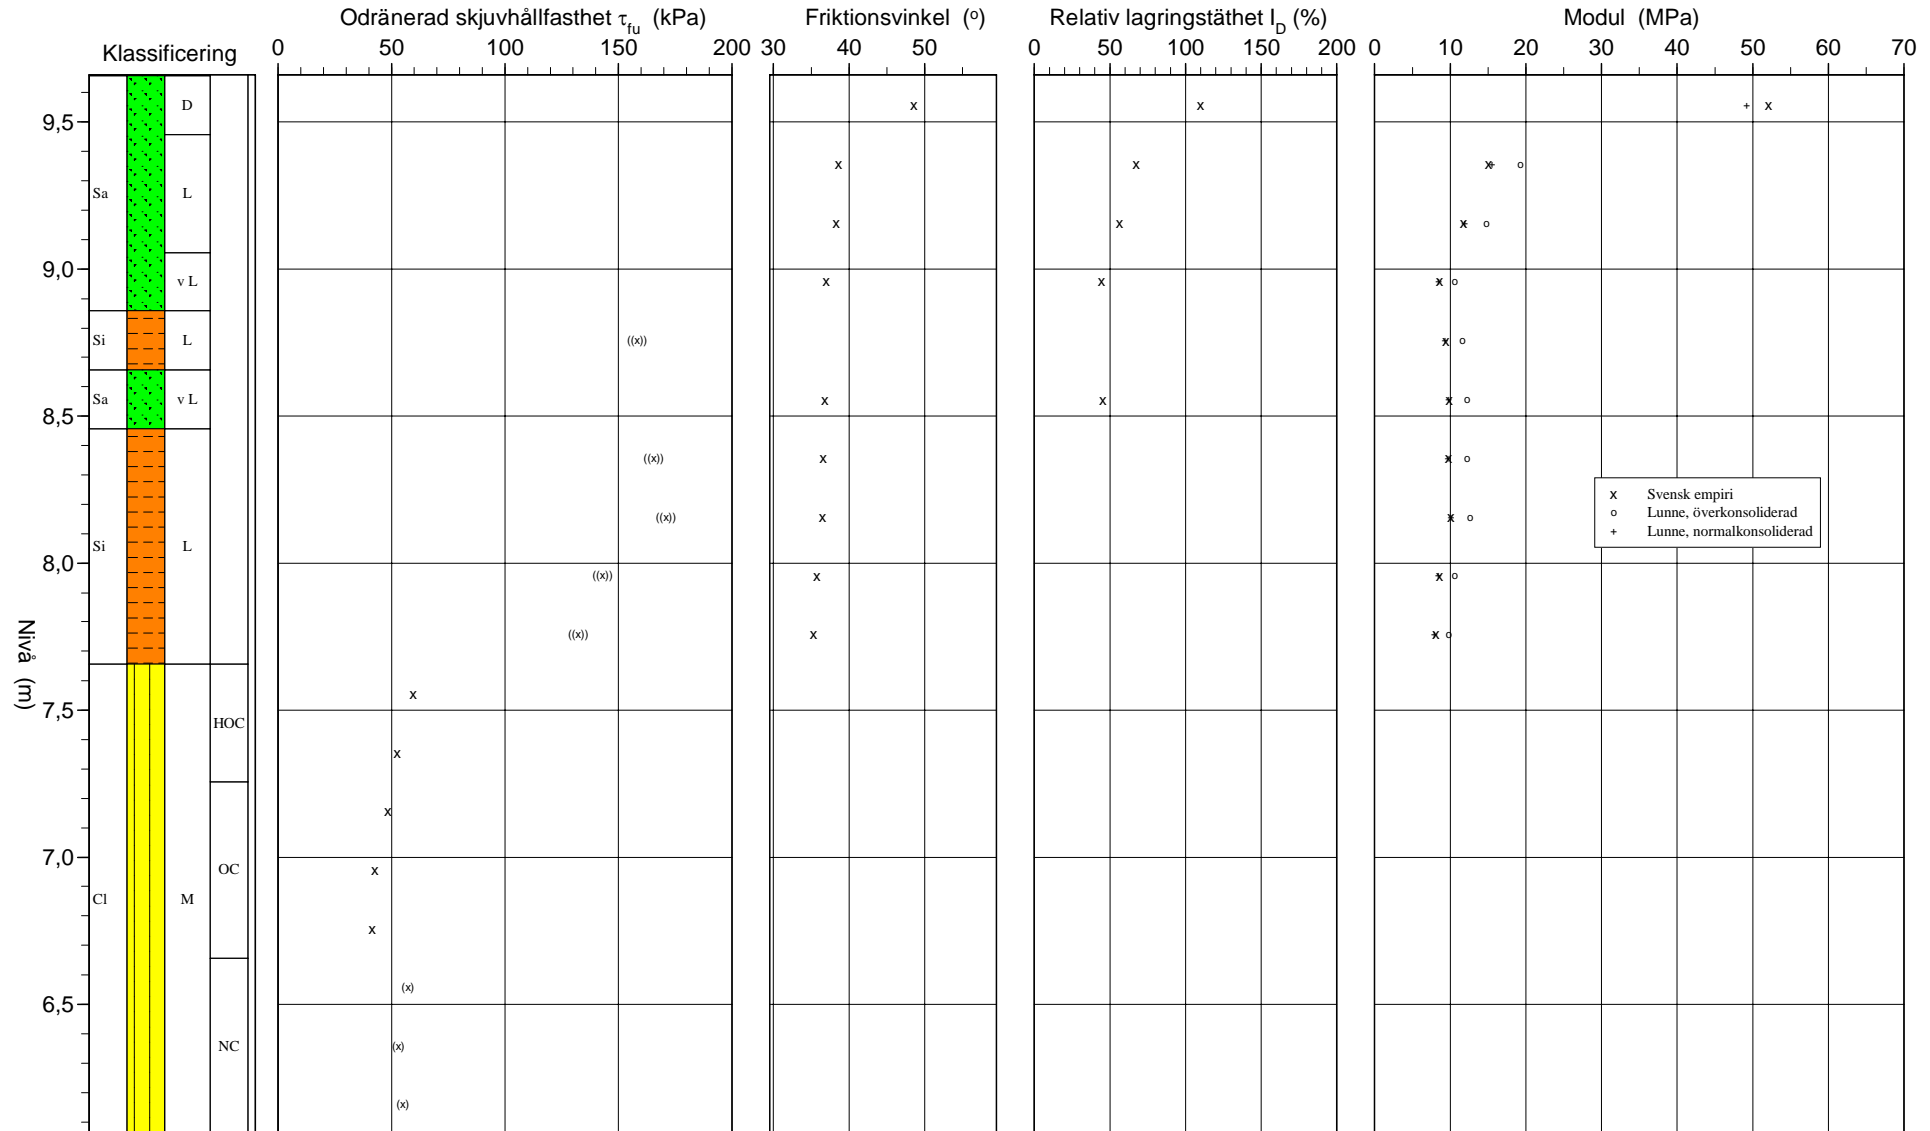 Odränerad skjuvhållfasthet τfu (kPa)
Friktionsvinkel (o)
Relativ lagringstäthet ID (%)
Modul (MPa)
Klassificering
0 50 100 150 200
30 40 50
0 50 100 150 200
0 10 20 30 40 50 60 70
Nivå (m)
9,5
9,0
8,5
8,0
7,5
7,0
6,5
Sa
D
L
v L
Si
L
Sa
v L
Si
L
Cl
M
HOC
OC
NC
x x x + x
x x x + o
x x x + o
x x x + o
((x)) x + o
x x x + o
((x)) x x + o
((x)) x x + o
((x)) x x + o
((x)) x x + o
x
x
x
x
x
(x)
(x)
(x)
x Svensk empiri
o Lunne, överkonsoliderad
+ Lunne, normalkonsoliderad